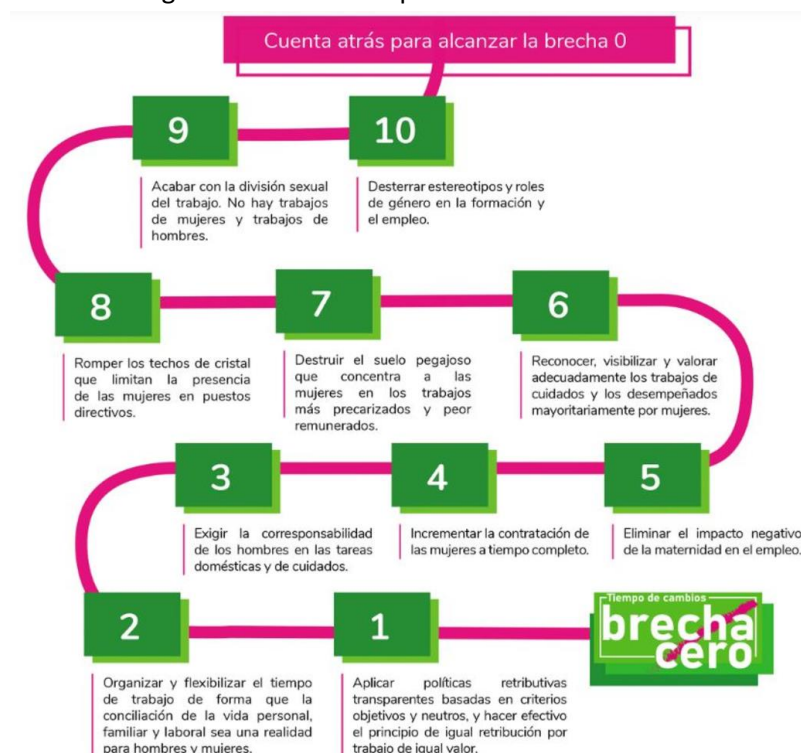 Cuenta atrás para alcanzar la brecha 0
10
Desterrar estereotipos y roles
de género en la formación y
el empleo.
9
Acabar con la división sexual
del trabajo. No hay trabajos
de mujeres y trabajos de
hombres.
8
Romper los techos de cristal
que limitan la presencia
de las mujeres en puestos
directivos.
7
Destruir el suelo pegajoso
que concentra a las
mujeres en los trabajos
más precarizados y peor
remunerados.
6
Reconocer, visibilizar y valorar
adecuadamente los trabajos de
cuidados y los desempeñados
mayoritariamente por mujeres.
5
Eliminar el impacto negativo
de la maternidad en el empleo.
4
Incrementar la contratación de
las mujeres a tiempo completo.
3
Exigir la corresponsabilidad
de los hombres en las tareas
domésticas y de cuidados.
2
Organizar y flexibilizar el tiempo
de trabajo de forma que la
conciliación de la vida personal,
familiar y laboral sea una realidad
para hombres y mujeres.
1
Aplicar políticas retributivas
transparentes basadas en criterios
objetivos y neutros, y hacer efectivo
el principio de igual retribución por
trabajo de igual valor.
Tiempo de cambios
brecha
cero